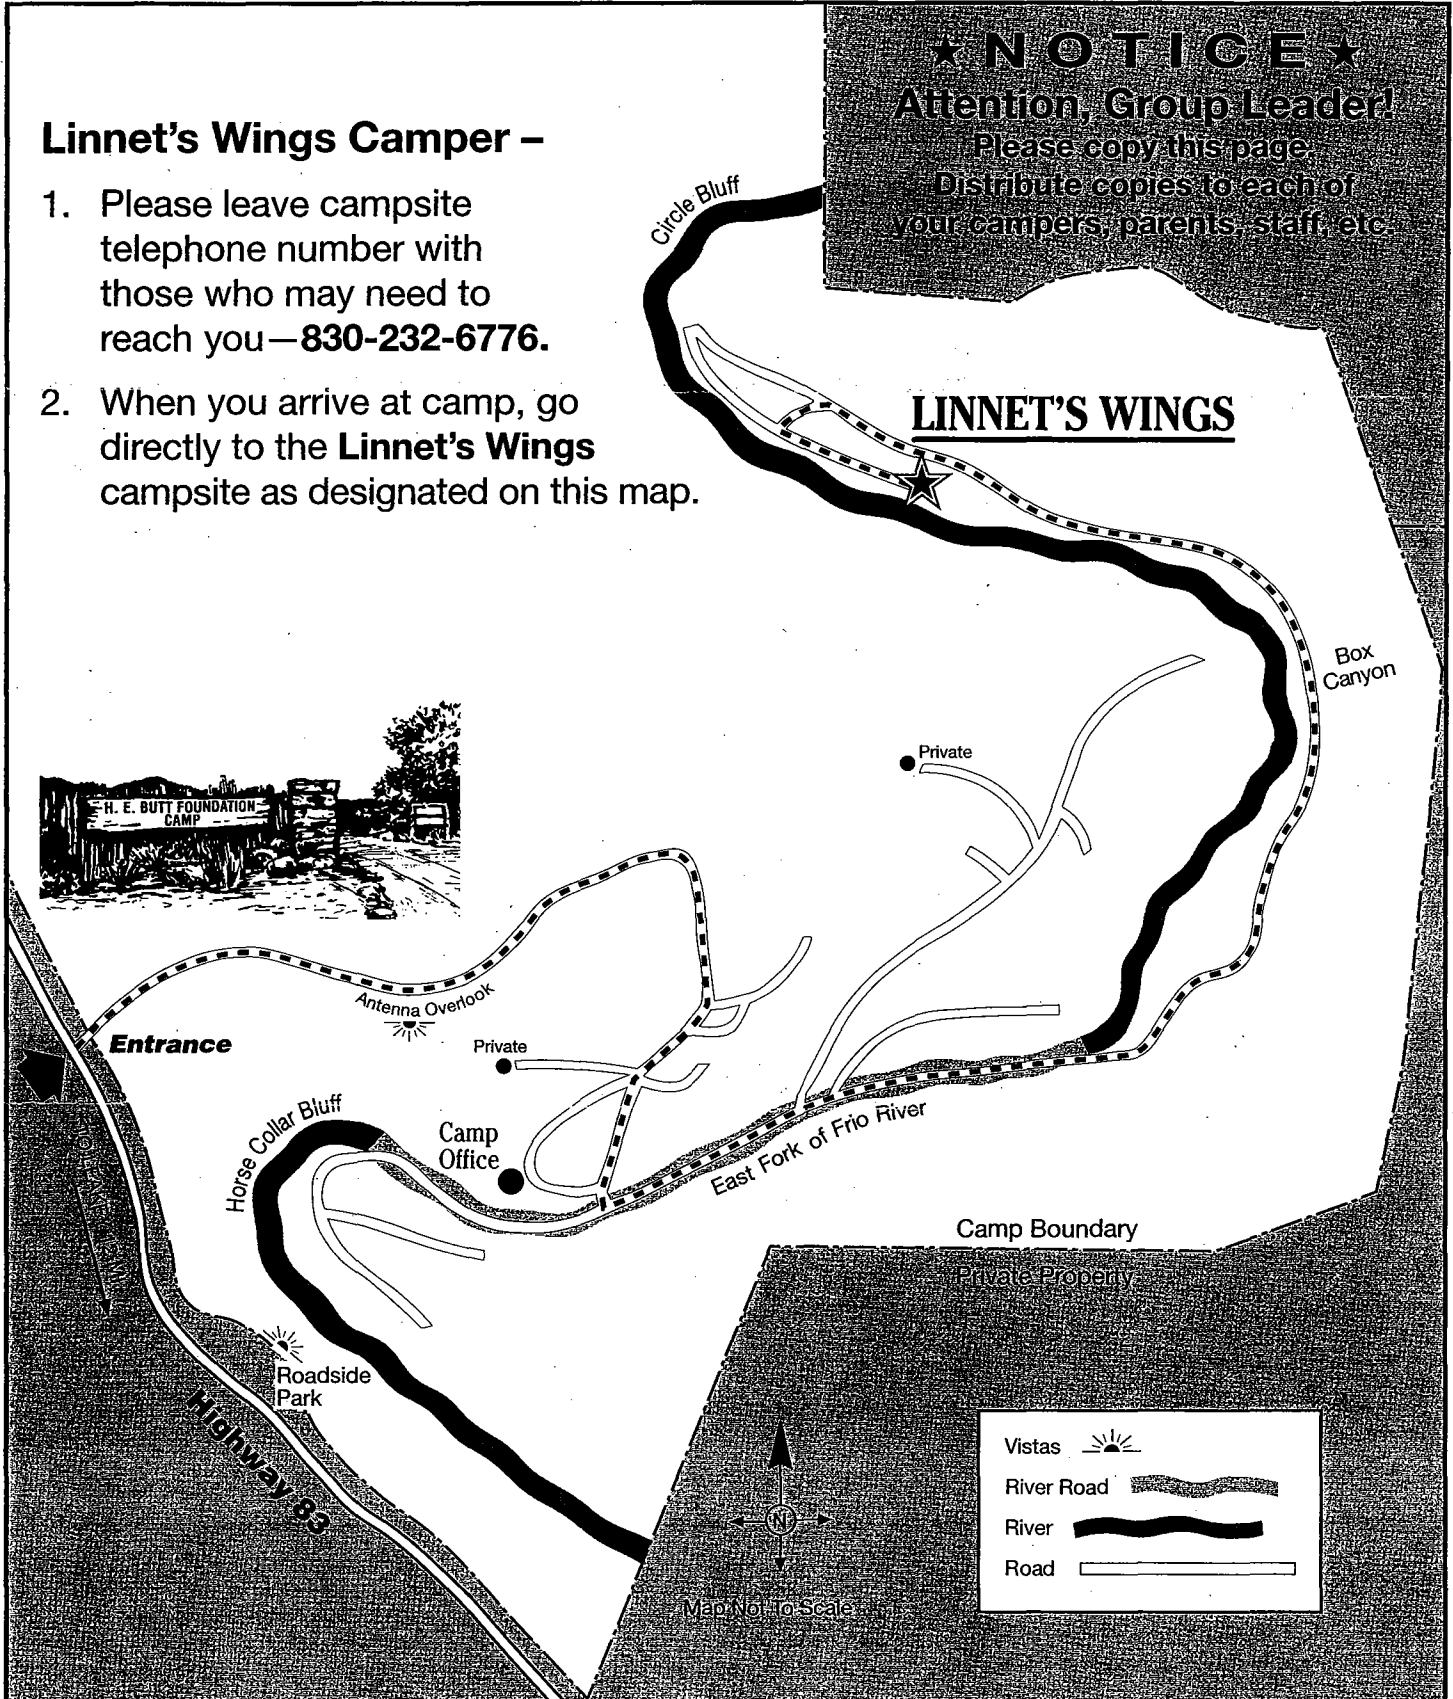 ★ N O T I C E ★
Attention, Group Leader!
Please copy this page.
Distribute copies to each of
your campers, parents, staff, etc.
Linnet's Wings Camper –
1. Please leave campsite
telephone number with
those who may need to
reach you—830-232-6776.
2. When you arrive at camp, go
directly to the Linnet's Wings
campsite as designated on this map.
Circle Bluff
LINNET'S WINGS
Box
Canyon
Private
H. E. BUTT FOUNDATION
CAMP
Antenna Overlook
Entrance
Private
Horse Collar Bluff
Camp
Office
East Fork of Frio River
Camp Boundary
Private Property
Roadside
Park
Highway 83
N
Map Not To Scale
Vistas
River Road
River
Road